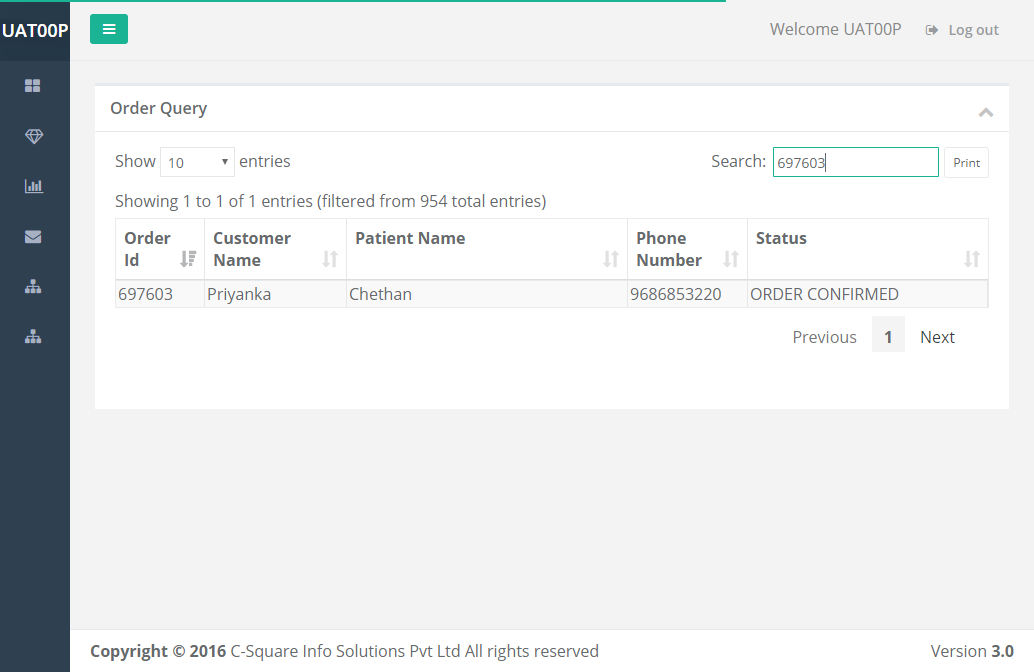 UAT00P
Welcome UAT00P Log out
Order Query
Show 10 entries Search: 697603 Print
Showing 1 to 1 of 1 entries (filtered from 954 total entries)
Order Id Customer Name Patient Name Phone Number Status
697603 Priyanka Chethan 9686853220 ORDER CONFIRMED
Previous 1 Next
Copyright © 2016 C-Square Info Solutions Pvt Ltd All rights reserved Version 3.0